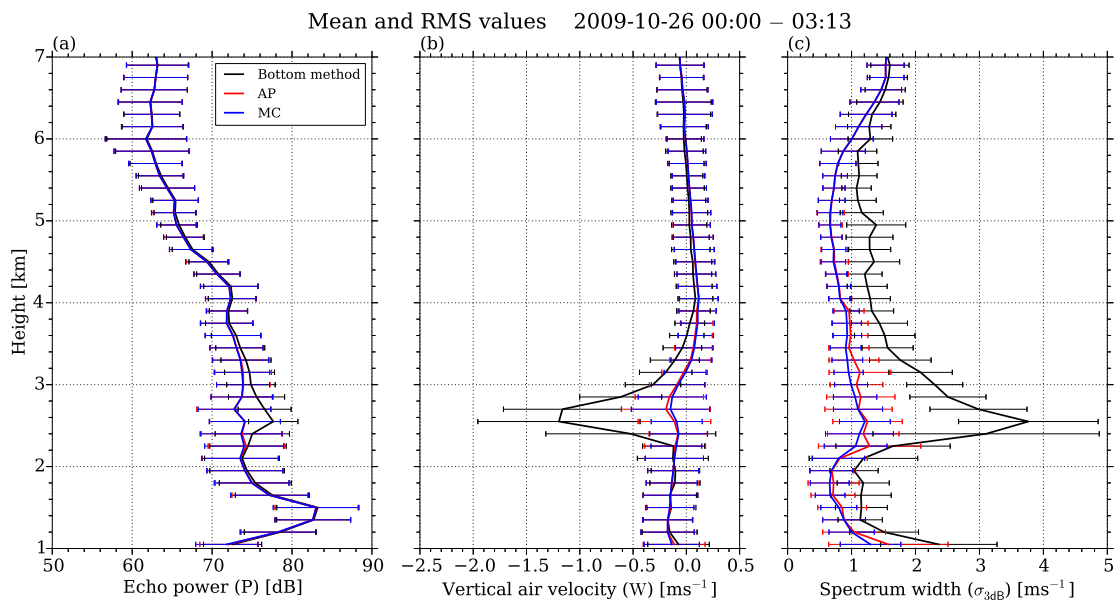 Mean and RMS values 2009-10-26 00:00 − 03:13
(a) (b) (c)
Bottom method
AP
MC
7
6
5
4
3
2
1
Height [km]
50 60 70 80 90
−2.5 −2.0 −1.5 −1.0 −0.5 0.0 0.5
0 1 2 3 4 5
Echo power (P) [dB]
Vertical air velocity (W) [ms⁻¹]
Spectrum width (σ3dB) [ms⁻¹]